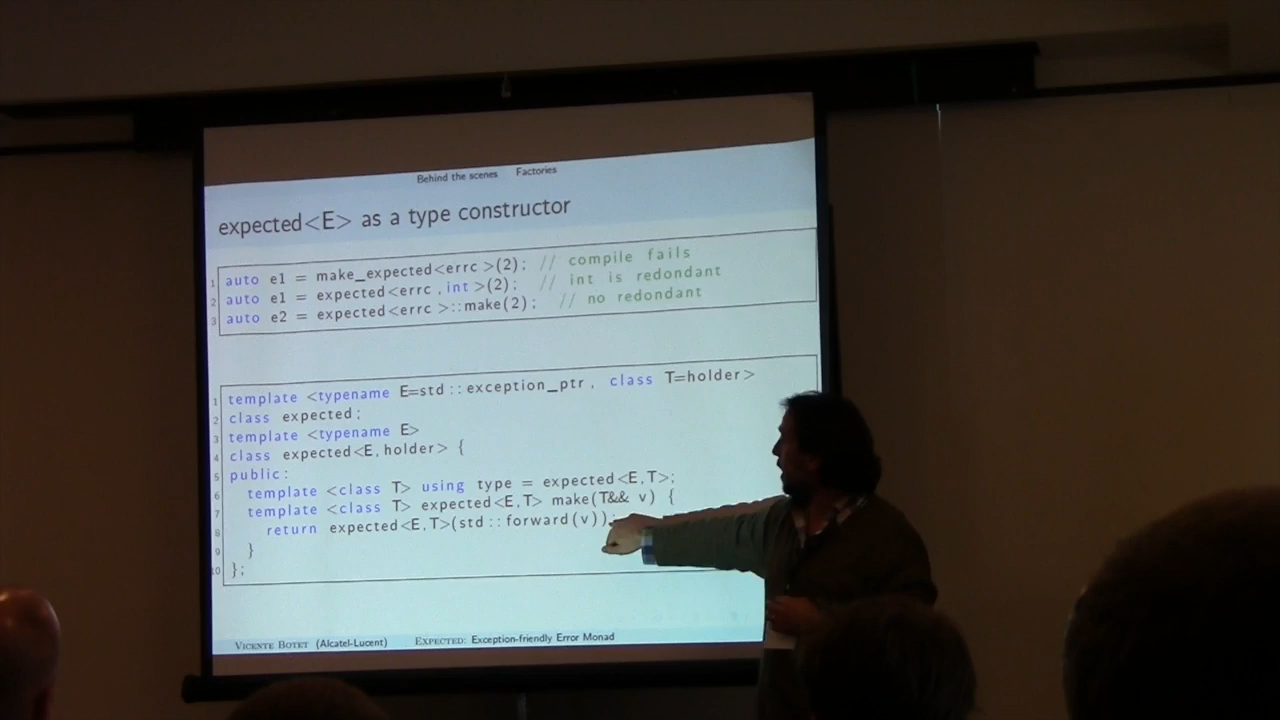 Behind the scenes Factories
expected<E> as a type constructor
1 auto e1 = make_expected<errc>(2); // compile fails
2 auto e1 = expected<errc,int>(2); // int is redondant
3 auto e2 = expected<errc>::make(2); // no redondant
1 template <typename E=std::exception_ptr, class T=holder>
2 class expected;
3 template <typename E>
4 class expected<E,holder> {
5 public:
6 template <class T> using type = expected<E,T>;
7 template <class T> expected<E,T> make(T&& v) {
8 return expected<E,T>(std::forward(v));
9 }
10 };
VICENTE BOTET (Alcatel-Lucent) EXPECTED: Exception-friendly Error Monad